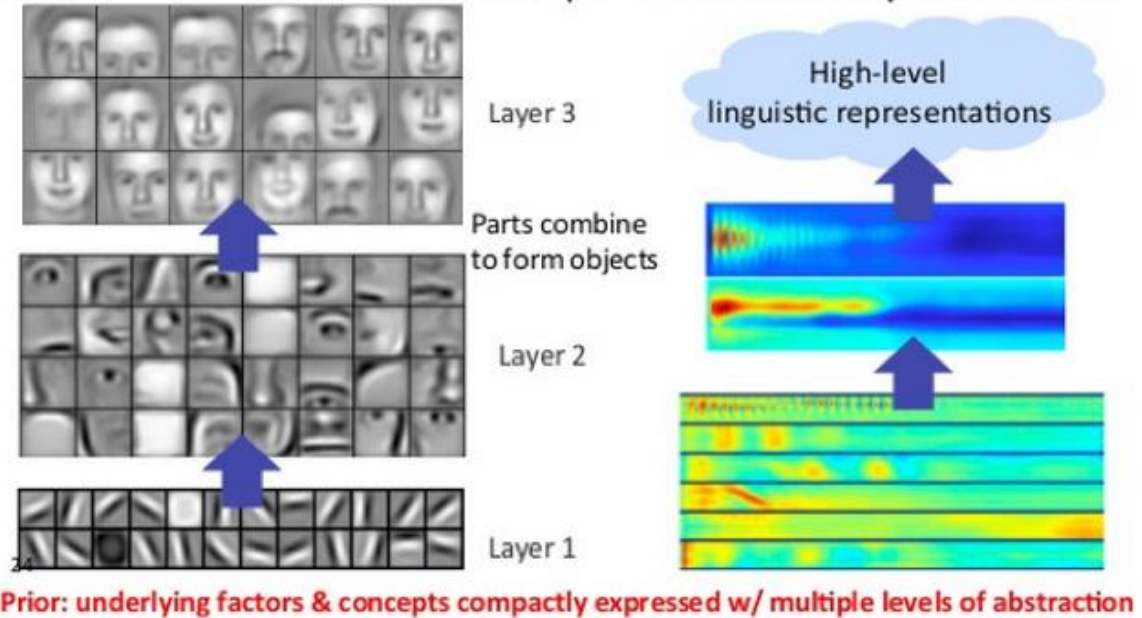 Layer 3
High-level
linguistic representations
Parts combine
to form objects
Layer 2
Layer 1
24
Prior: underlying factors & concepts compactly expressed w/ multiple levels of abstraction